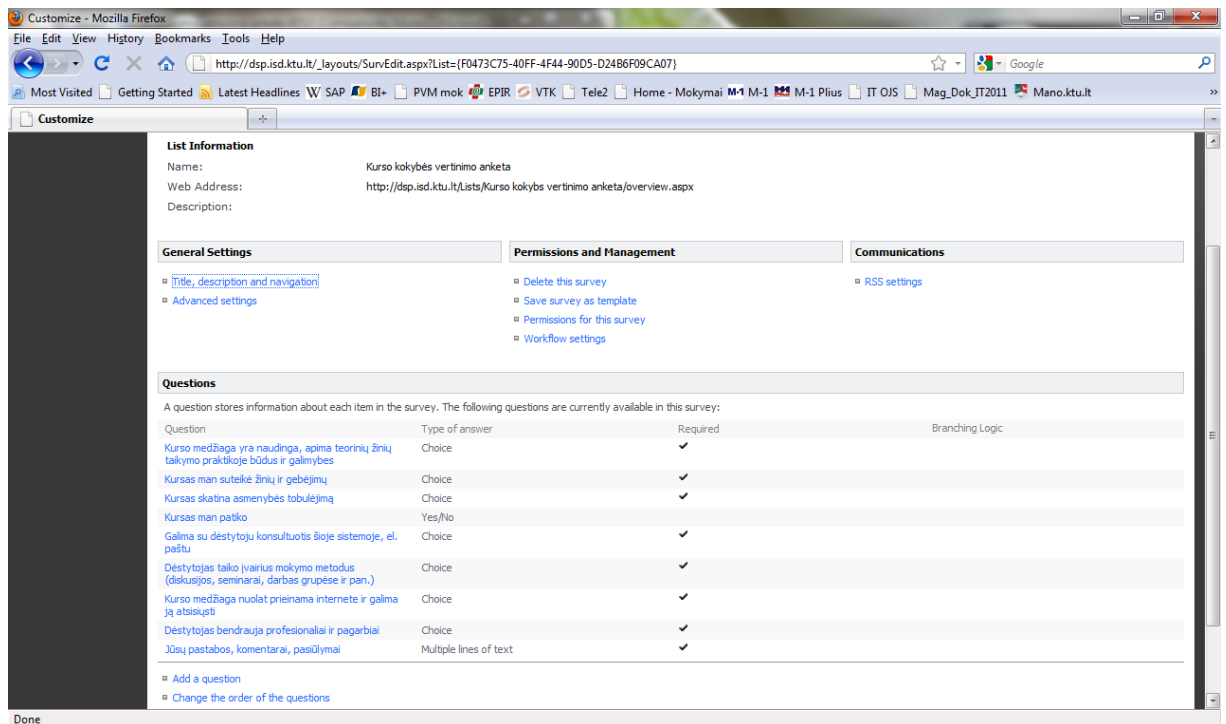 Customize - Mozilla Firefox
File Edit View History Bookmarks Tools Help
http://dsp.isd.ktu.lt/_layouts/SurvEdit.aspx?List={F0473C75-40FF-4F44-90D5-D24B6F09CA07}
Google
Most Visited Getting Started Latest Headlines W SAP BI+ PVM mok EPIR VTK Tele2 Home - Mokymai M-1 M-1 M-1 Plius IT OJS Mag_Dok_IT2011 Mano.ktu.lt »
Customize
List Information
Name: Kurso kokybės vertinimo anketa
Web Address: http://dsp.isd.ktu.lt/Lists/Kurso kokybs vertinimo anketa/overview.aspx
Description:
General Settings Permissions and Management Communications
Title, description and navigation Delete this survey RSS settings
Advanced settings Save survey as template
Permissions for this survey
Workflow settings
Questions
A question stores information about each item in the survey. The following questions are currently available in this survey:
Question Type of answer Required Branching Logic
Kurso medžiaga yra naudinga, apima teorinių žinių Choice ✔
taikymo praktikoje būdus ir galimybes
Kursas man suteikė žinių ir gebėjimų Choice ✔
Kursas skatina asmenybės tobulėjimą Choice ✔
Kursas man patiko Yes/No
Galima su dėstytoju konsultuotis šioje sistemoje, el. Choice ✔
paštu
Dėstytojas taiko įvairius mokymo metodus Choice ✔
(diskusijos, seminarai, darbas grupėse ir pan.)
Kurso medžiaga nuolat prieinama internete ir galima Choice ✔
ją atsisiųsti
Dėstytojas bendrauja profesionaliai ir pagarbiai Choice ✔
Jūsų pastabos, komentarai, pasiūlymai Multiple lines of text ✔
Add a question
Change the order of the questions
Done